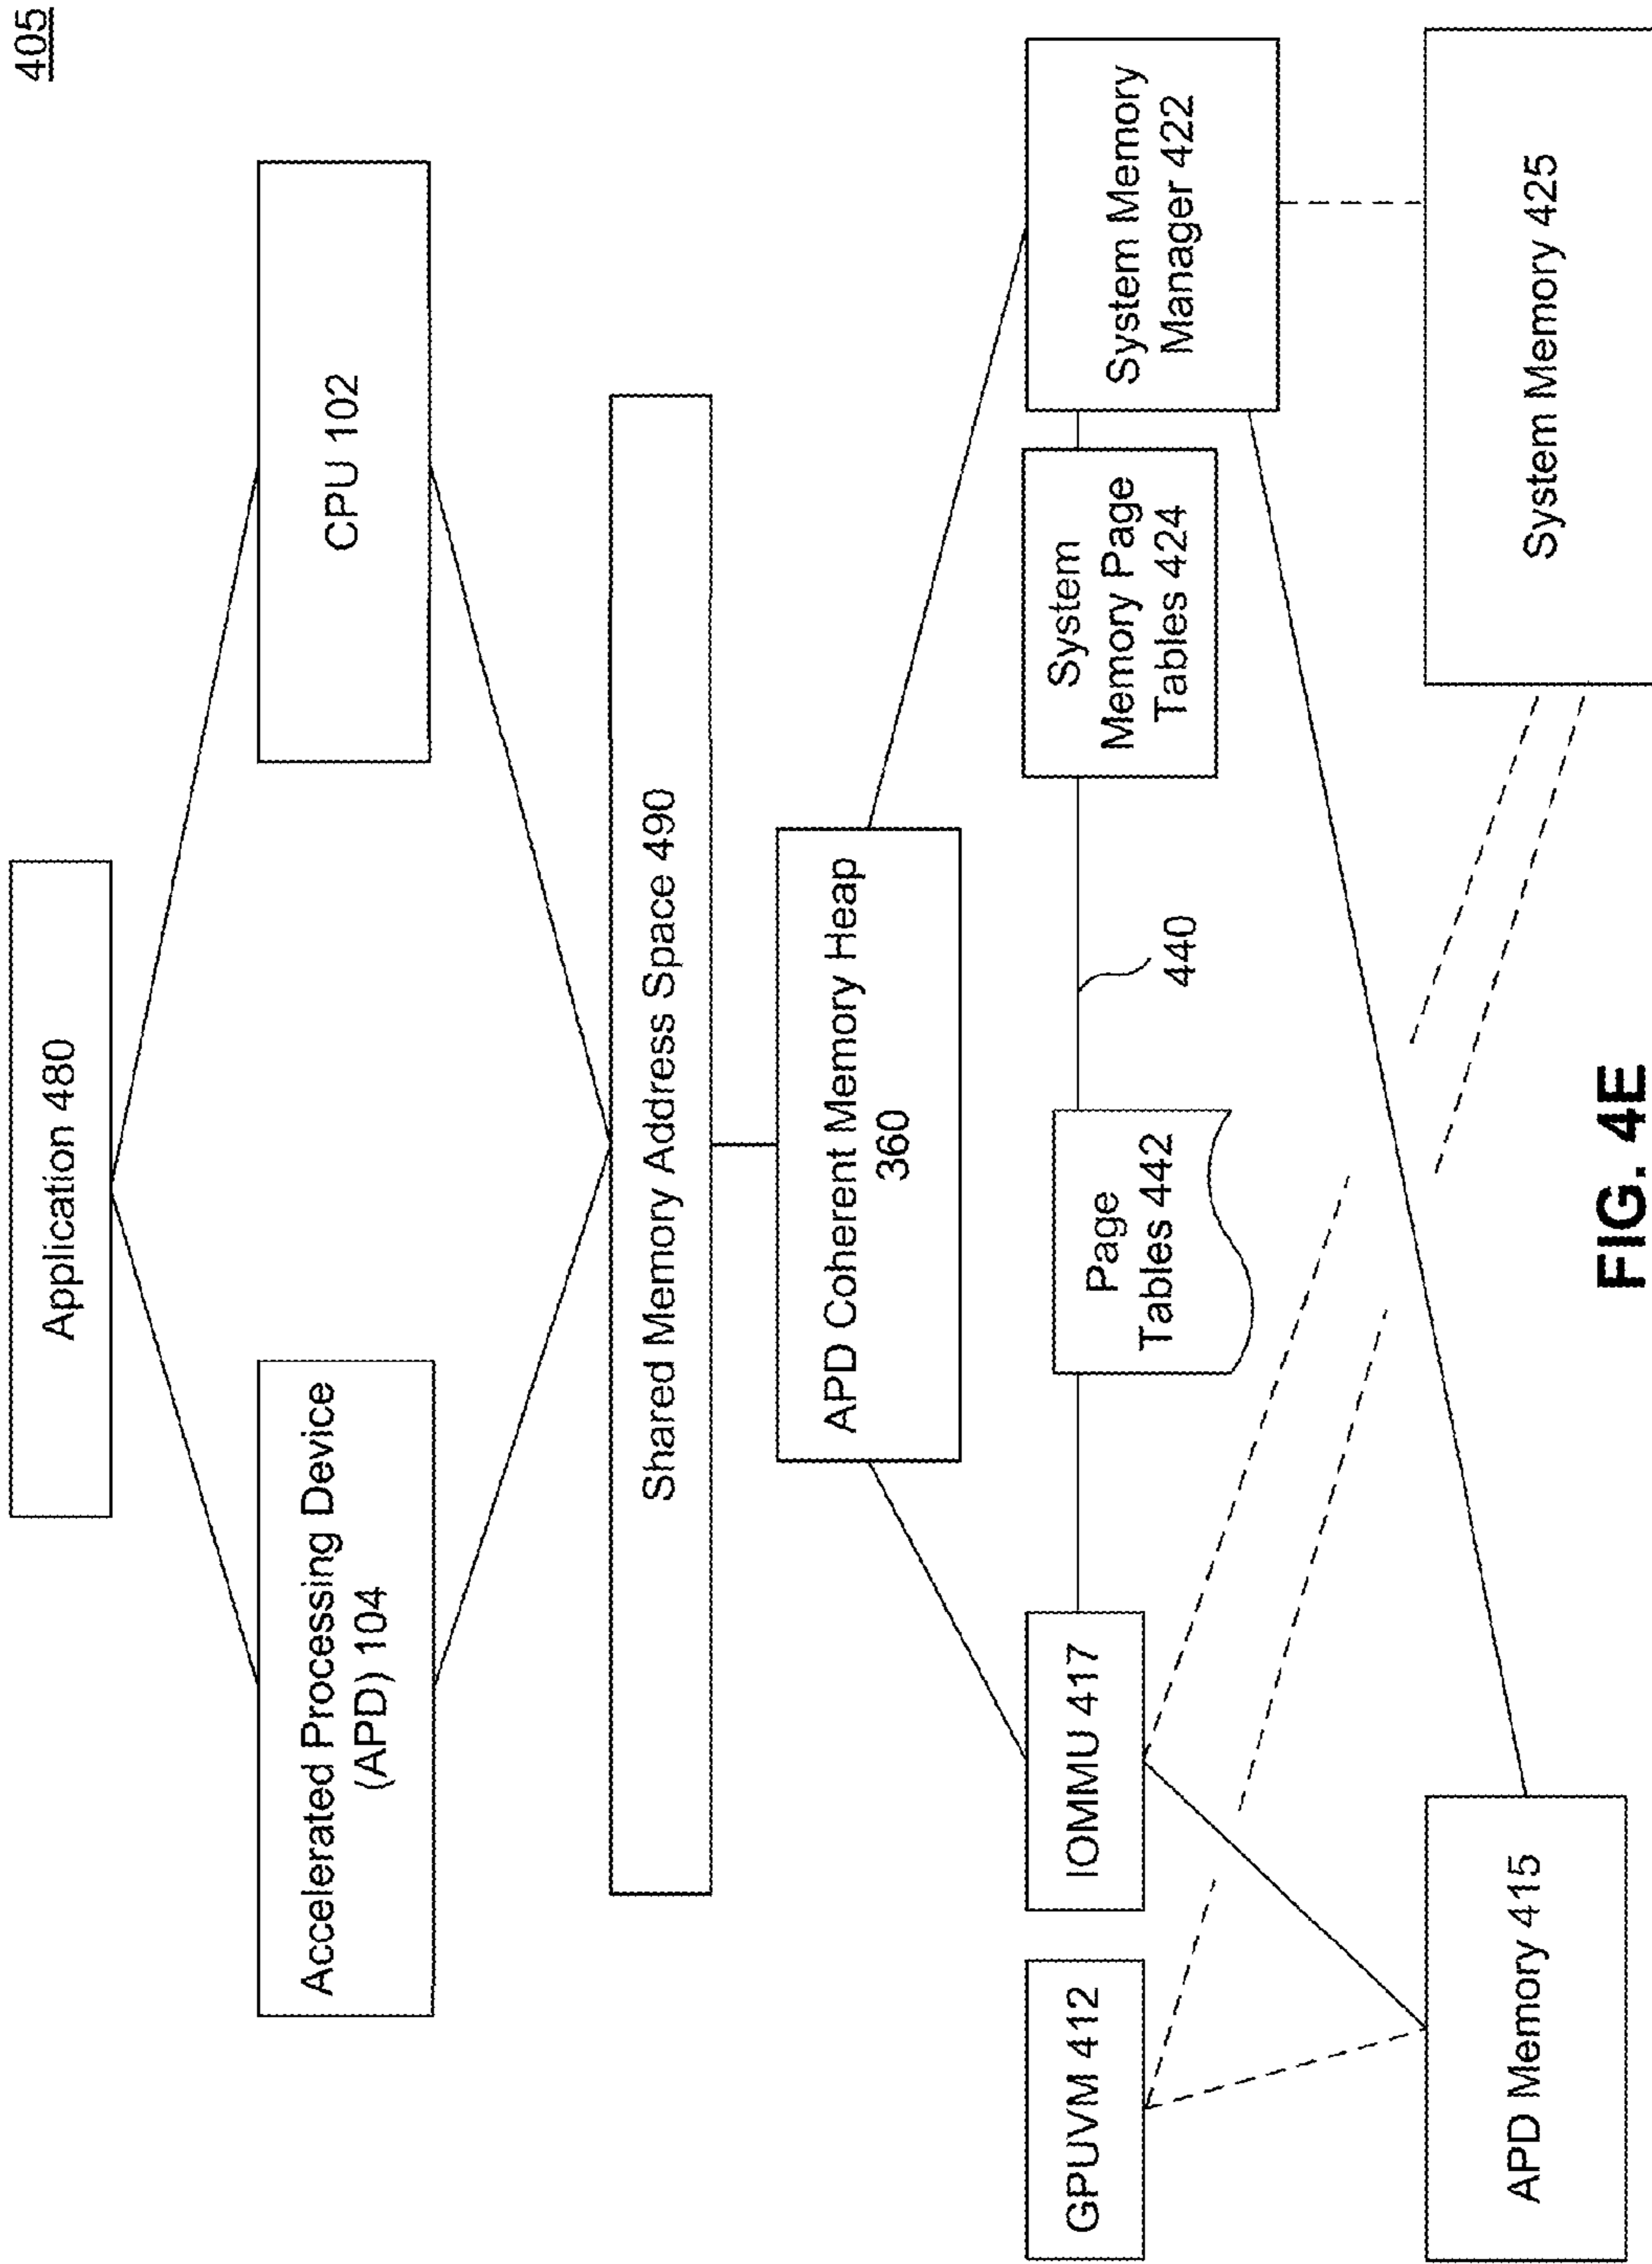 405
Application 480
Accelerated Processing Device
(APD) 104
CPU 102
Shared Memory Address Space 490
APD Coherent Memory Heap
360
GPUVM 412
IOMMU 417
Page
Tables 442
440
System
Memory Page
Tables 424
System Memory
Manager 422
APD Memory 415
System Memory 425
FIG. 4E